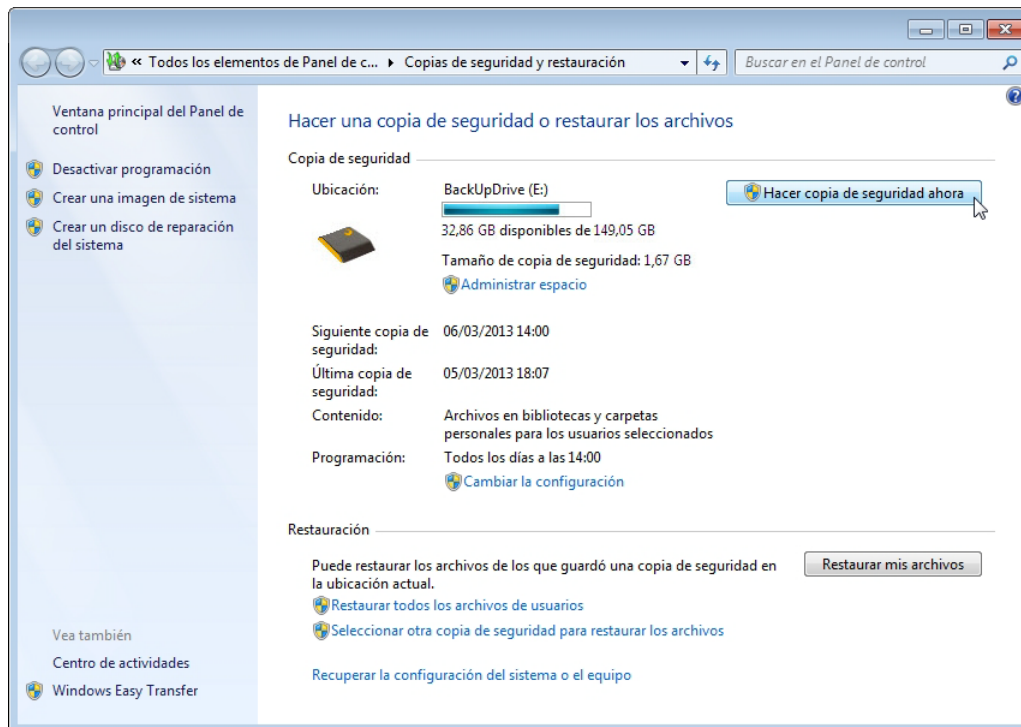 « Todos los elementos de Panel de c... Copias de seguridad y restauración
Buscar en el Panel de control
Ventana principal del Panel de
control
Desactivar programación
Crear una imagen de sistema
Crear un disco de reparación
del sistema
Vea también
Centro de actividades
Windows Easy Transfer
Hacer una copia de seguridad o restaurar los archivos
Copia de seguridad
Ubicación: BackUpDrive (E:)
Hacer copia de seguridad ahora
32,86 GB disponibles de 149,05 GB
Tamaño de copia de seguridad: 1,67 GB
Administrar espacio
Siguiente copia de 06/03/2013 14:00
seguridad:
Última copia de 05/03/2013 18:07
seguridad:
Contenido: Archivos en bibliotecas y carpetas
personales para los usuarios seleccionados
Programación: Todos los días a las 14:00
Cambiar la configuración
Restauración
Puede restaurar los archivos de los que guardó una copia de seguridad en
la ubicación actual.
Restaurar mis archivos
Restaurar todos los archivos de usuarios
Seleccionar otra copia de seguridad para restaurar los archivos
Recuperar la configuración del sistema o el equipo